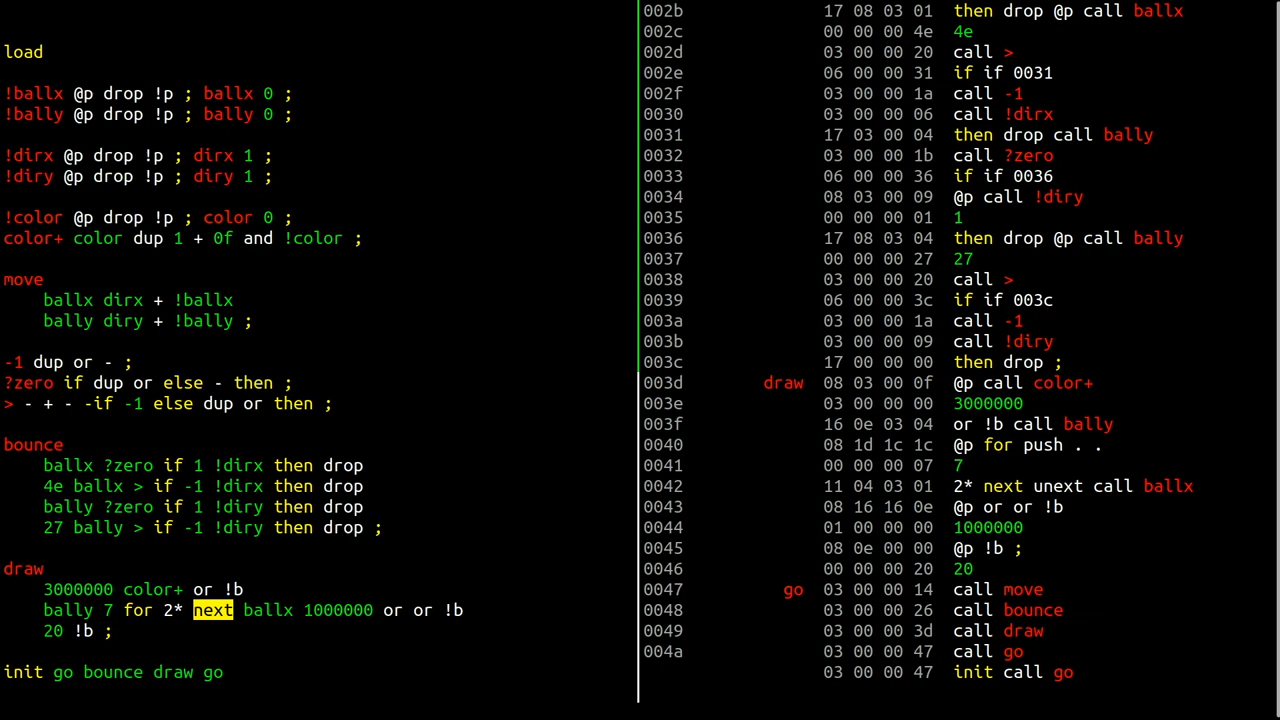 load
!ballx @p drop !p ; ballx 0 ;
!bally @p drop !p ; bally 0 ;
!dirx @p drop !p ; dirx 1 ;
!diry @p drop !p ; diry 1 ;
!color @p drop !p ; color 0 ;
color+ color dup 1 + 0f and !color ;
move
ballx dirx + !ballx
bally diry + !bally ;
-1 dup or - ;
?zero if dup or else - then ;
> - + - -if -1 else dup or then ;
bounce
ballx ?zero if 1 !dirx then drop
4e ballx > if -1 !dirx then drop
bally ?zero if 1 !diry then drop
27 bally > if -1 !diry then drop ;
draw
3000000 color+ or !b
bally 7 for 2* next ballx 1000000 or or !b
20 !b ;
init go bounce draw go
002b 17 08 03 01 then drop @p call ballx
002c 00 00 00 4e 4e
002d 03 00 00 20 call >
002e 06 00 00 31 if if 0031
002f 03 00 00 1a call -1
0030 03 00 00 06 call !dirx
0031 17 03 00 04 then drop call bally
0032 03 00 00 1b call ?zero
0033 06 00 00 36 if if 0036
0034 08 03 00 09 @p call !diry
0035 00 00 00 01 1
0036 17 08 03 04 then drop @p call bally
0037 00 00 00 27 27
0038 03 00 00 20 call >
0039 06 00 00 3c if if 003c
003a 03 00 00 1a call -1
003b 03 00 00 09 call !diry
003c 17 00 00 00 then drop ;
003d draw 08 03 00 0f @p call color+
003e 03 00 00 00 3000000
003f 16 0e 03 04 or !b call bally
0040 08 1d 1c 1c @p for push . .
0041 00 00 00 07 7
0042 11 04 03 01 2* next unext call ballx
0043 08 16 16 0e @p or or !b
0044 01 00 00 00 1000000
0045 08 0e 00 00 @p !b ;
0046 00 00 00 20 20
0047 go 03 00 00 14 call move
0048 03 00 00 26 call bounce
0049 03 00 00 3d call draw
004a 03 00 00 47 call go
03 00 00 47 init call go